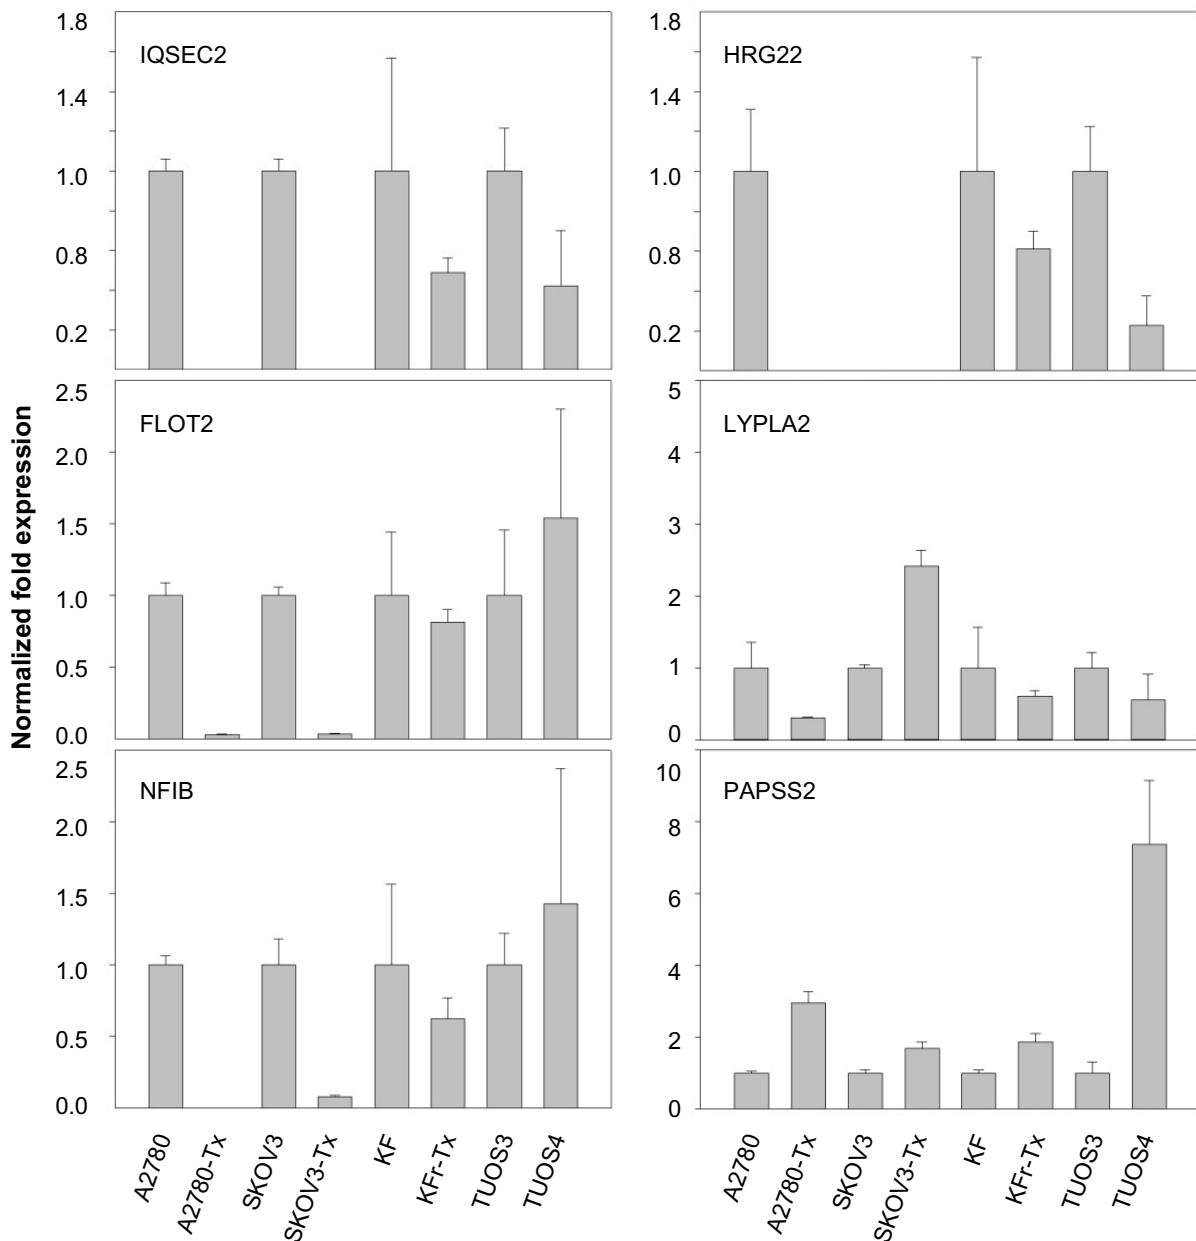 Normalized fold expression
IQSEC2
1.8
1.4
1.0
0.8
0.2
HRG22
1.8
1.4
1.0
0.8
0.2
FLOT2
2.5
2.0
1.5
1.0
0.5
0.0
LYPLA2
5
4
3
2
1
0
NFIB
2.5
2.0
1.5
1.0
0.5
0.0
PAPSS2
10
8
6
4
2
0
A2780
A2780-Tx
SKOV3
SKOV3-Tx
KF
KFr-Tx
TUOS3
TUOS4
A2780
A2780-Tx
SKOV3
SKOV3-Tx
KF
KFr-Tx
TUOS3
TUOS4